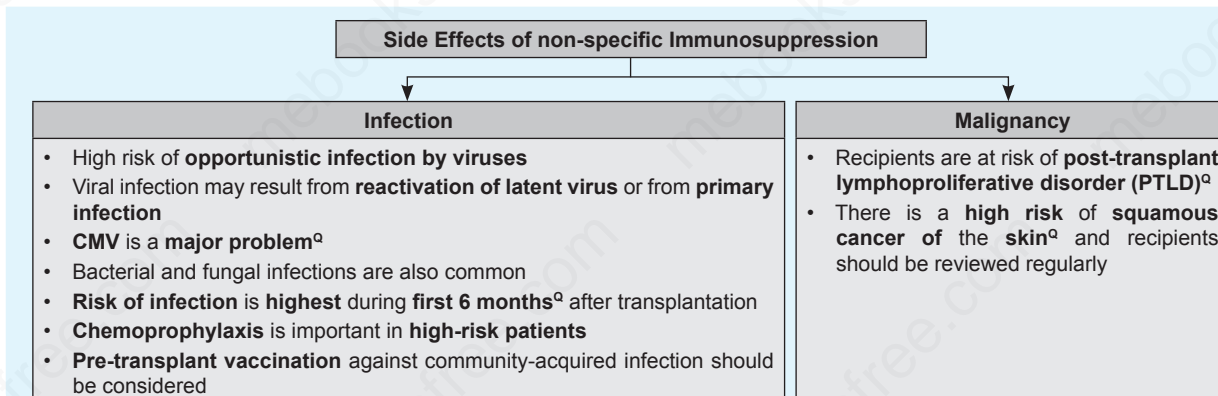 Side Effects of non-specific Immunosuppression
Infection
• High risk of opportunistic infection by viruses
• Viral infection may result from reactivation of latent virus or from primary
infection
• CMV is a major problemQ
• Bacterial and fungal infections are also common
• Risk of infection is highest during first 6 monthsQ after transplantation
• Chemoprophylaxis is important in high-risk patients
• Pre-transplant vaccination against community-acquired infection should
be considered
Malignancy
• Recipients are at risk of post-transplant
lymphoproliferative disorder (PTLD)Q
• There is a high risk of squamous
cancer of the skinQ and recipients
should be reviewed regularly